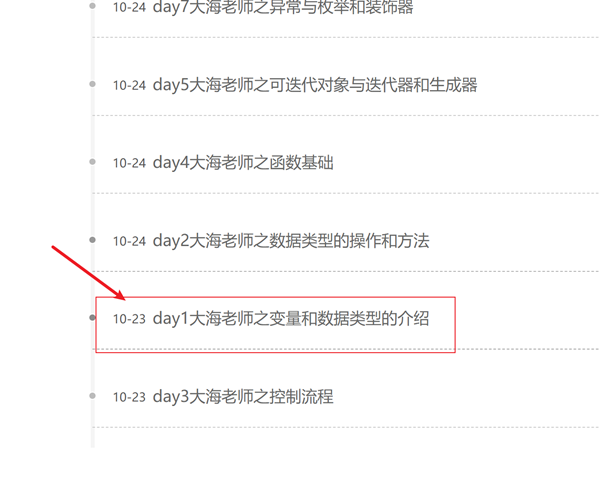 10-24 day7大海老师之异常与枚举和装饰器
10-24 day5大海老师之可迭代对象与迭代器和生成器
10-24 day4大海老师之函数基础
10-24 day2大海老师之数据类型的操作和方法
10-23 day1大海老师之变量和数据类型的介绍
10-23 day3大海老师之控制流程